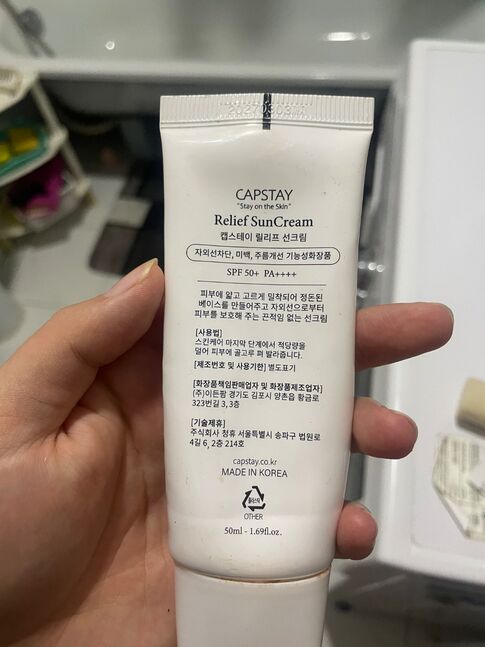 CAPSTAY
"Stay on the Skin"
Relief SunCream
캡스테이 릴리프 선크림
자외선차단, 미백, 주름개선 기능성화장품
SPF 50+ PA++++
피부에 얇고 고르게 밀착되어 정돈된
베이스를 만들어주고 자외선으로부터
피부를 보호해 주는 끈적임 없는 선크림
[사용법]
스킨케어 마지막 단계에서 적당량을
덜어 피부에 골고루 펴 발라줍니다.
[제조번호 및 사용기한] 별도표기
[화장품책임판매업자 및 화장품제조업자]
(주)이든팜 경기도 김포시 양촌읍 황금로
323번길 3, 3층
[기술제휴]
주식회사 청휴 서울특별시 송파구 법원로
4길 6, 2층 214호
capstay.co.kr
MADE IN KOREA
OTHER
50ml - 1.69fl.oz.